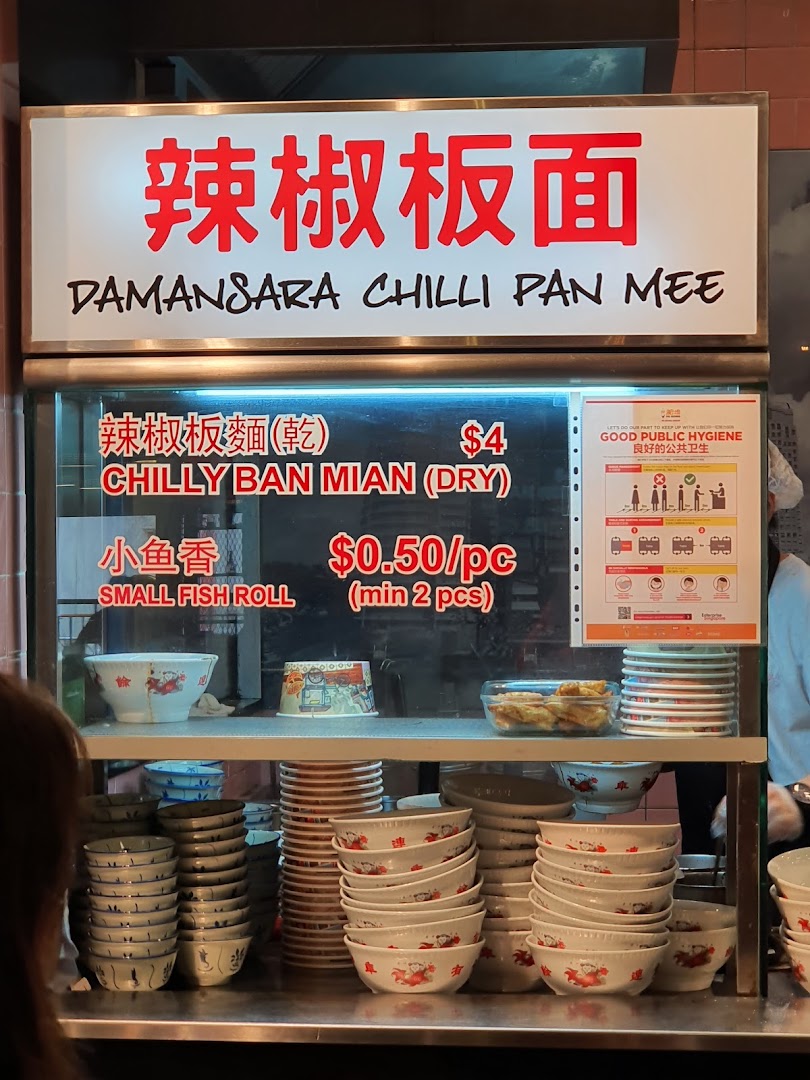 辣椒板面
DAMANSARA CHILLI PAN MEE
辣椒板麵(乾) $4
CHILLY BAN MIAN (DRY)
小鱼香 $0.50/pc
SMALL FISH ROLL (min 2 pcs)
GOOD PUBLIC HYGIENE
良好的公共卫生